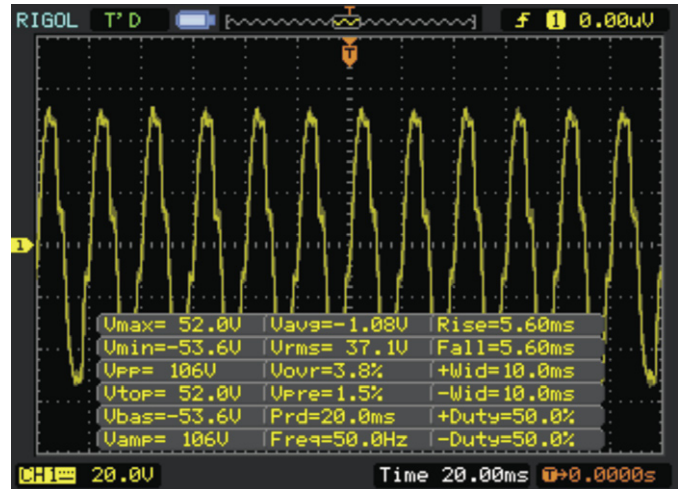 RIGOL T'D T f 1 0.00uV
T
1
Vmax= 52.0V Vavg=-1.08V Rise=5.60ms
Vmin=-53.6V Vrms= 37.1V Fall=5.60ms
Vpp= 106V Vovr=3.8% +Wid=10.0ms
Vtop= 52.0V Vpre=1.5% -Wid=10.0ms
Vbas=-53.6V Prd=20.0ms +Duty=50.0%
Vamp= 106V Freq=50.0Hz -Duty=50.0%
CH1 20.0V Time 20.00ms T→0.0000s